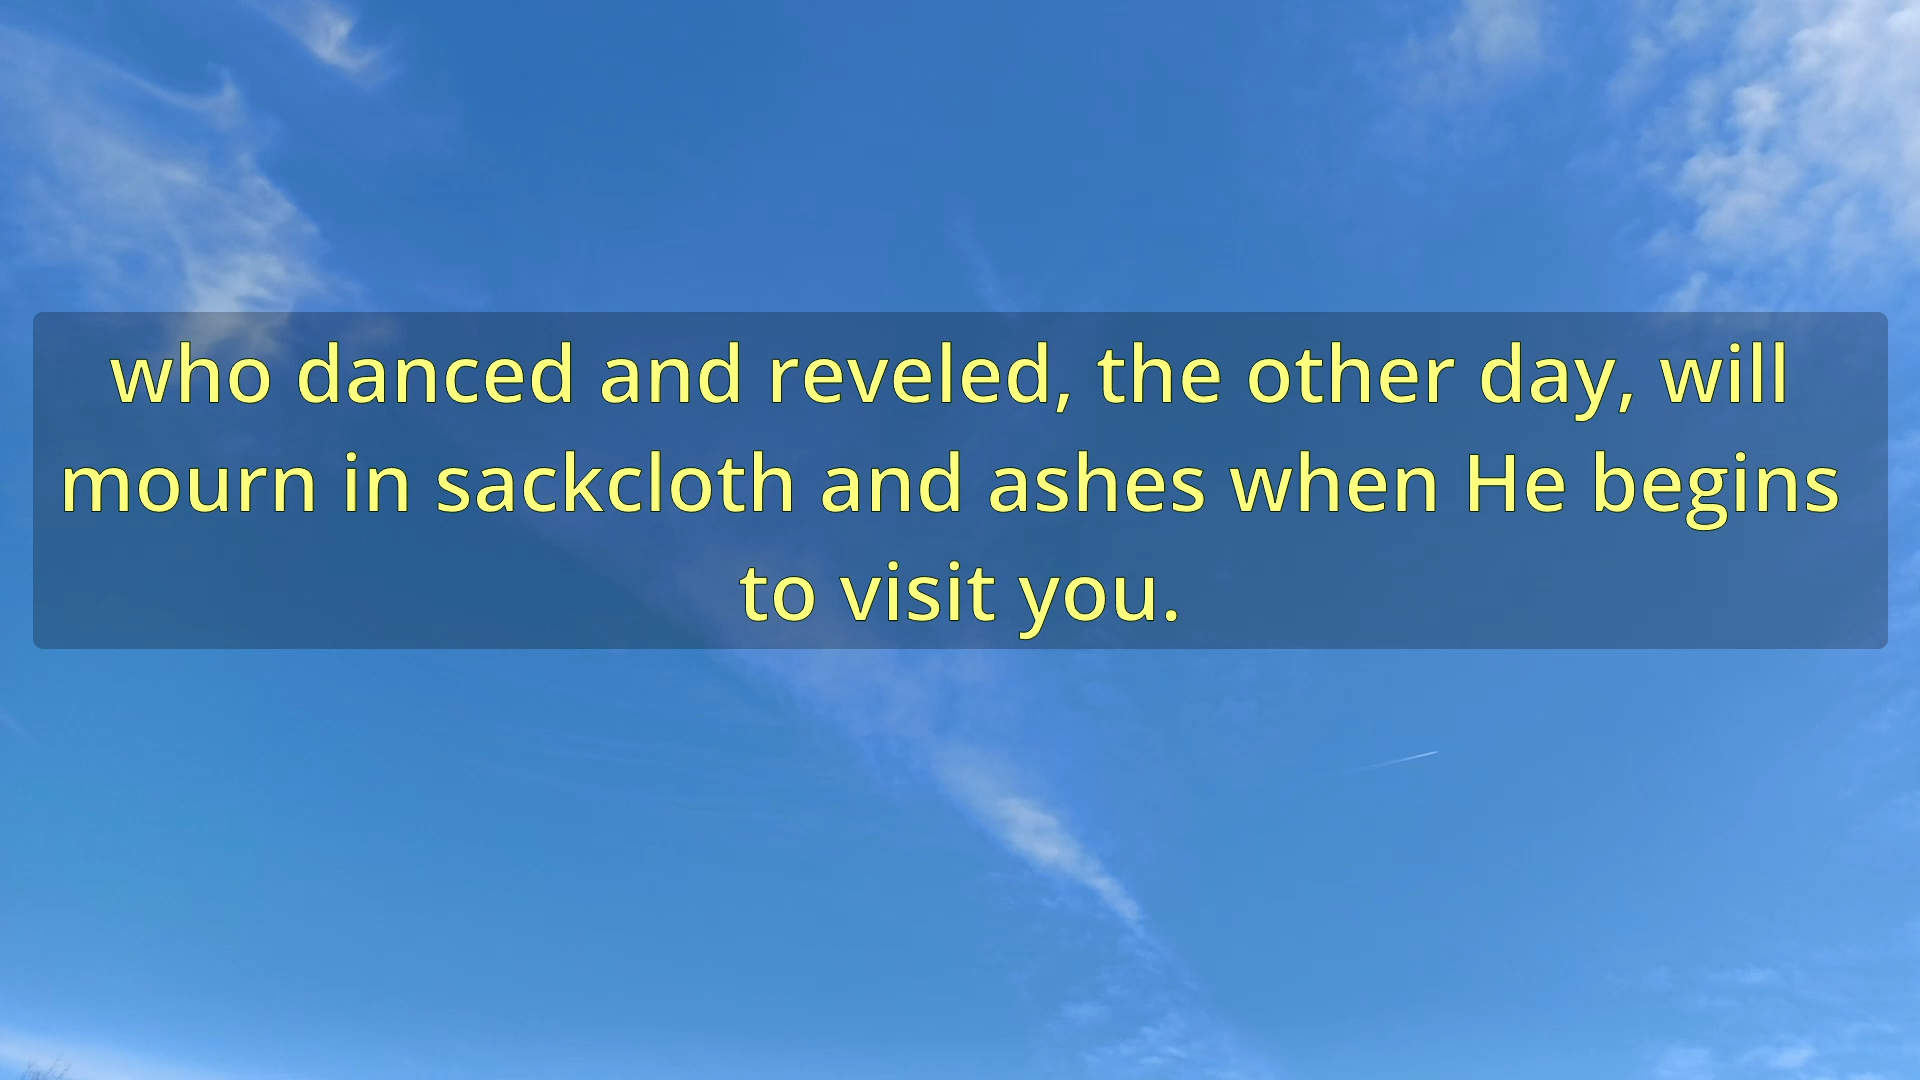 who danced and reveled, the other day, will
mourn in sackcloth and ashes when He begins
to visit you.